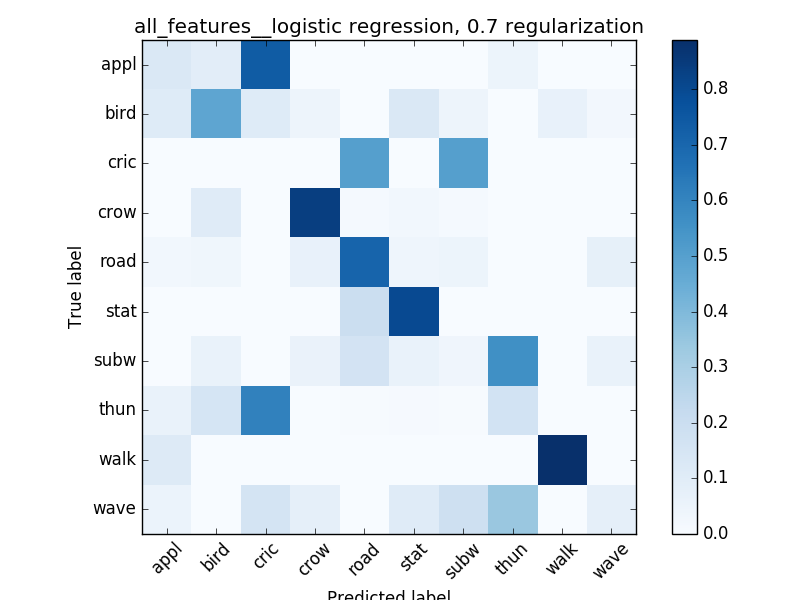 all_features__logistic regression, 0.7 regularization
appl
bird
cric
crow
road
stat
subw
thun
walk
wave
True label
appl bird cric crow road stat subw thun walk wave
Predicted label
0.8
0.7
0.6
0.5
0.4
0.3
0.2
0.1
0.0